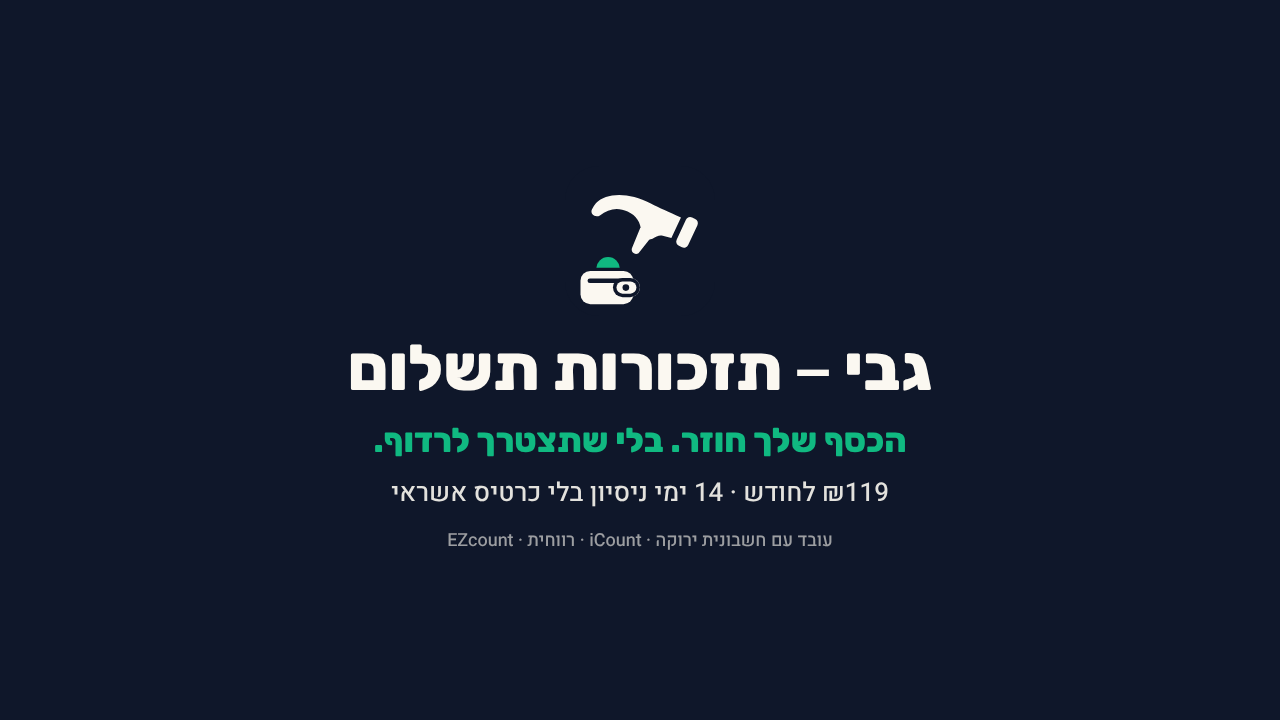 גבי – תזכורות תשלום
הכסף שלך חוזר. בלי שתצטרך לרדוף.
₪119 לחודש · 14 ימי ניסיון בלי כרטיס אשראי
עובד עם חשבונית ירוקה · iCount · רווחית · EZcount